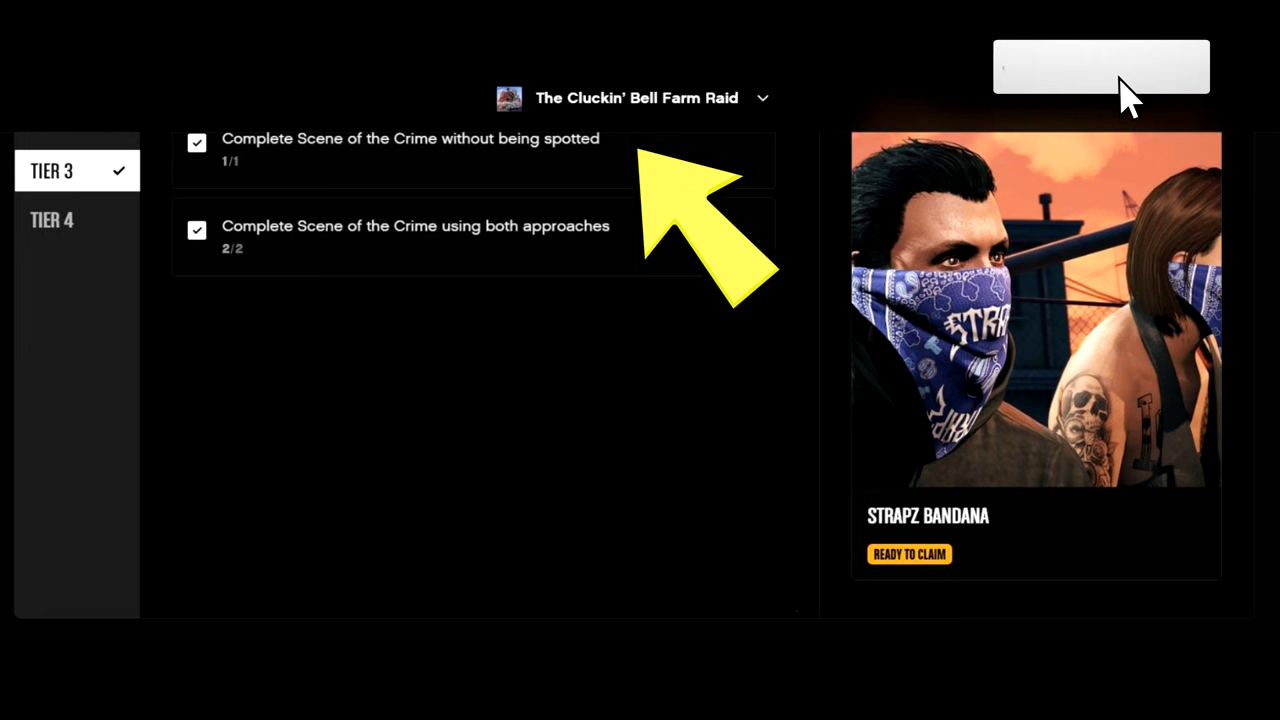 The Cluckin' Bell Farm Raid
TIER 3
TIER 4
Complete Scene of the Crime without being spotted
1/1
Complete Scene of the Crime using both approaches
2/2
STRA
STRAPZ BANDANA
READY TO CLAIM